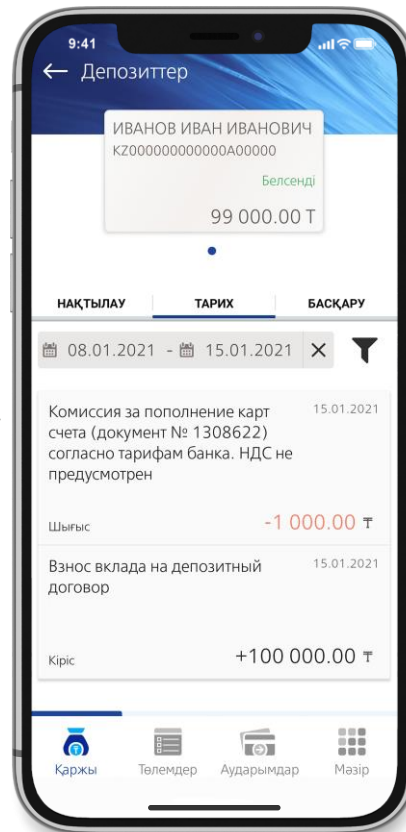 9:41
Депозиттер
ИВАНОВ ИВАН ИВАНОВИЧ
KZ000000000000A00000
Белсенді
99 000.00 T
НАҚТЫЛАУ ТАРИХ БАСҚАРУ
08.01.2021 - 15.01.2021 X
Комиссия за пополнение карт 15.01.2021
счета (документ № 1308622)
согласно тарифам банка. НДС не
предусмотрен
Шығыс -1 000.00 ₸
Взнос вклада на депозитный 15.01.2021
договор
Кіріс +100 000.00 ₸
Қаржы Төлемдер Аударымдар Мәзір